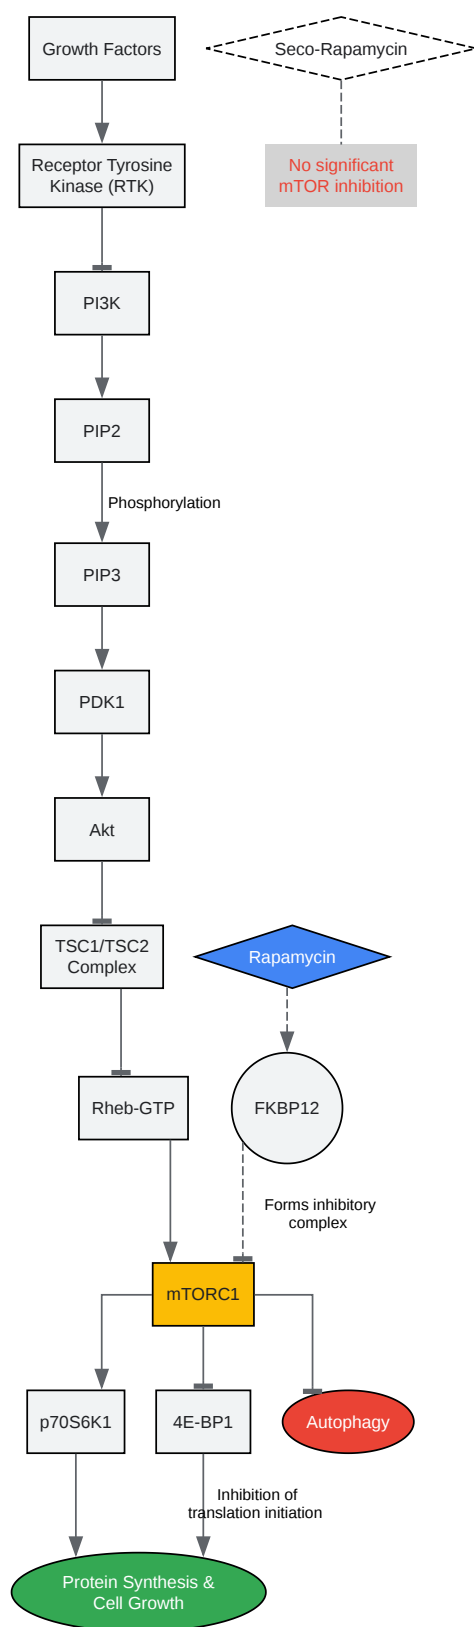 Growth Factors
Seco-Rapamycin
Receptor Tyrosine
Kinase (RTK)
No significant
mTOR inhibition
PI3K
PIP2
Phosphorylation
PIP3
PDK1
Akt
TSC1/TSC2
Complex
Rapamycin
Rheb-GTP
FKBP12
Forms inhibitory
complex
mTORC1
p70S6K1
4E-BP1
Autophagy
Inhibition of
translation initiation
Protein Synthesis &
Cell Growth